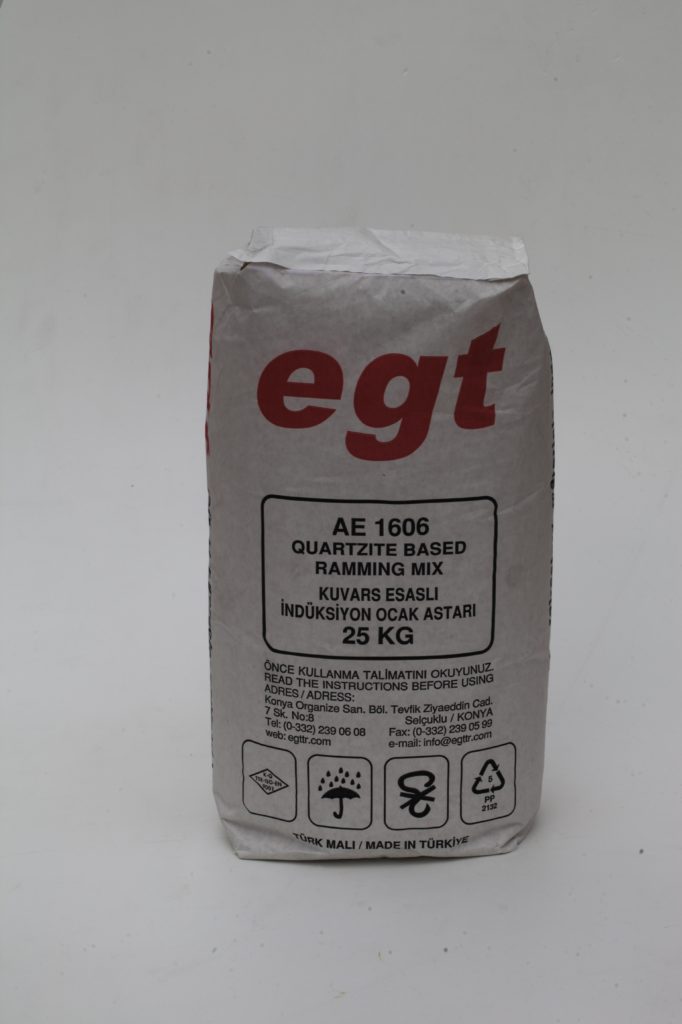 egt
AE 1606
QUARTZITE BASED
RAMMING MIX
KUVARS ESASLI
İNDÜKSİYON OCAK ASTARI
25 KG
ÖNCE KULLANMA TALİMATINI OKUYUNUZ.
READ THE INSTRUCTIONS BEFORE USING
ADRES / ADDRESS:
Konya Organize San. Böl. Tevfik Ziyaeddin Cad.
7 Sk. No:8 Selçuklu / KONYA
Tel: (0-332) 239 06 08 Fax: (0-332) 239 05 99
web: egttr.com e-mail: info@egttr.com
5
PP
2132
TÜRK MALI / MADE IN TÜRKİYE